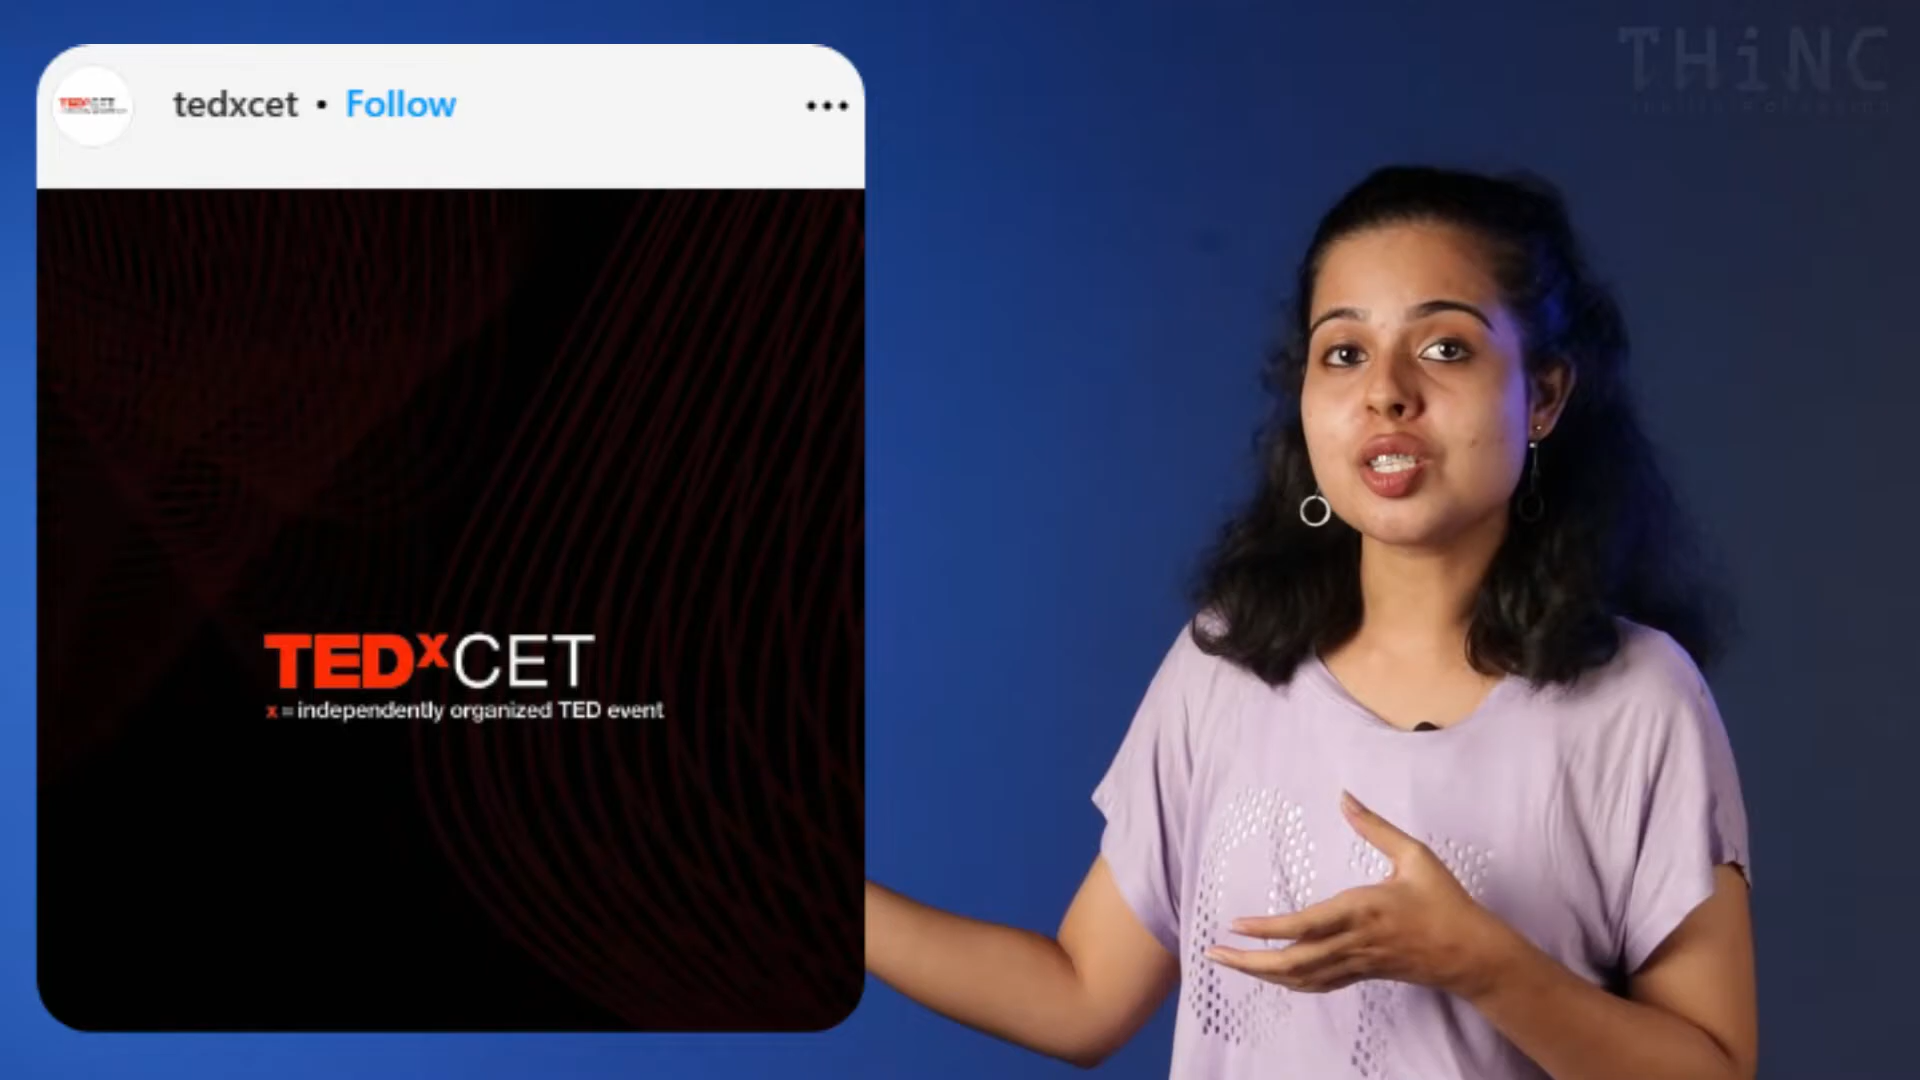 tedxcet • Follow
TEDxCET
x = independently organized TED event
THiNC